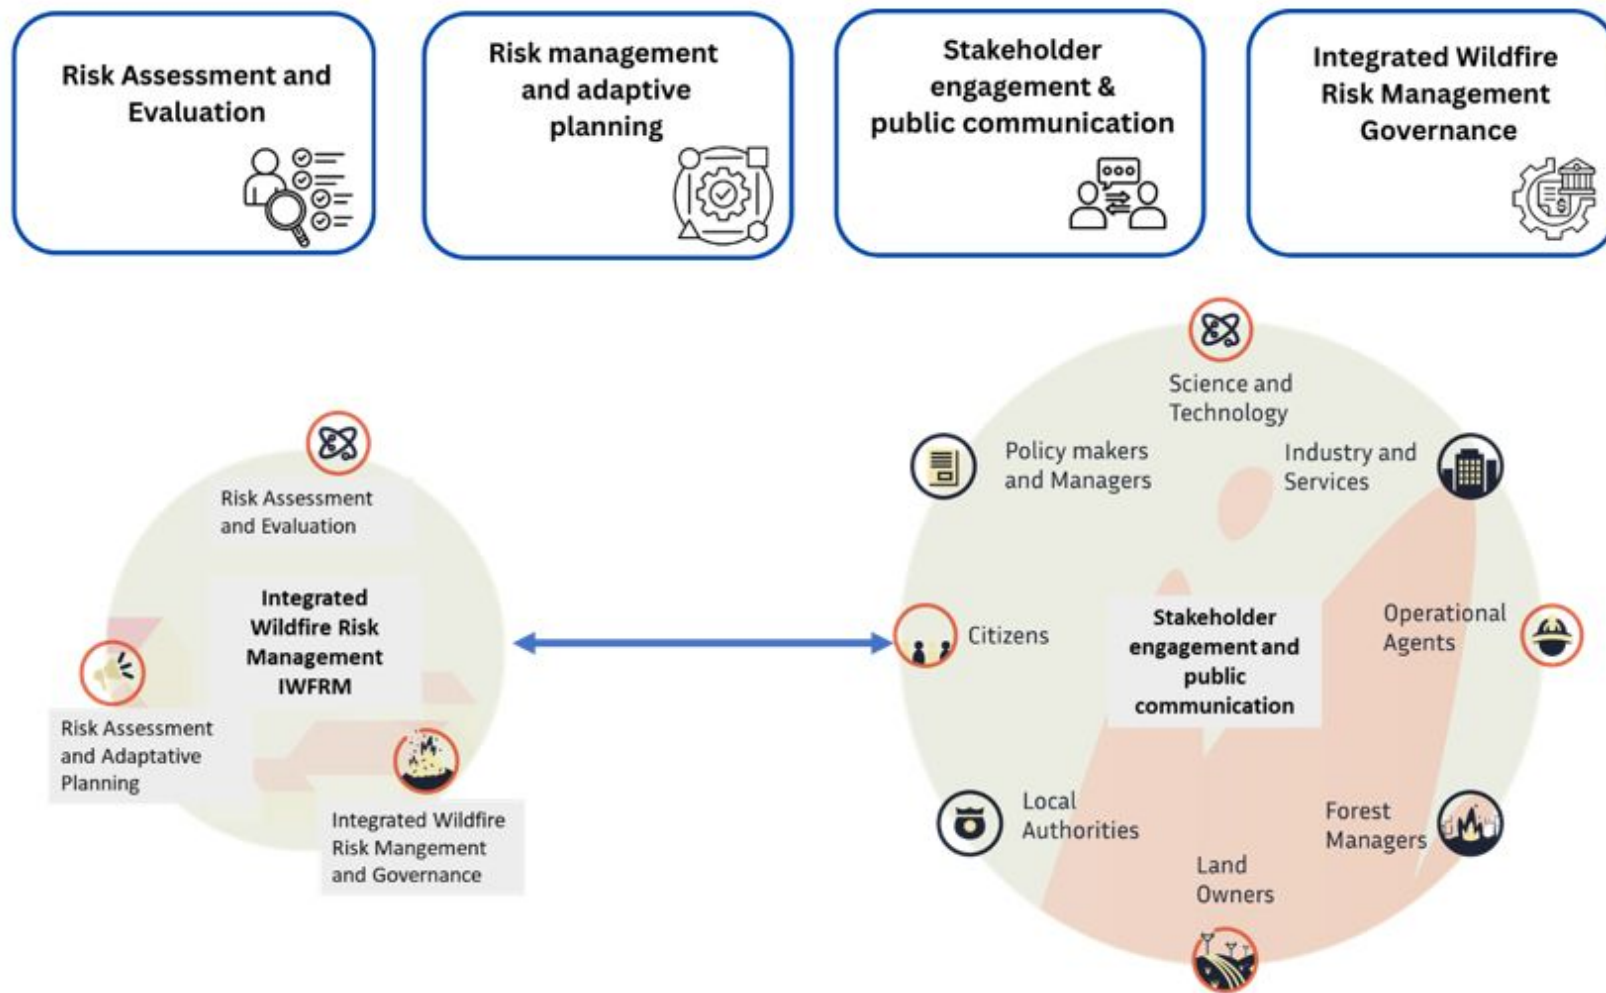 Risk Assessment and
Evaluation
Risk management
and adaptive
planning
Stakeholder
engagement &
public communication
Integrated Wildfire
Risk Management
Governance
Risk Assessment
and Evaluation
Integrated
Wildfire Risk
Management
IWFRM
Risk Assessment
and Adaptative
Planning
Integrated Wildfire
Risk Mangement
and Governance
Science and
Technology
Policy makers
and Managers
Industry and
Services
Citizens
Stakeholder
engagement and
public
communication
Operational
Agents
Local
Authorities
Forest
Managers
Land
Owners